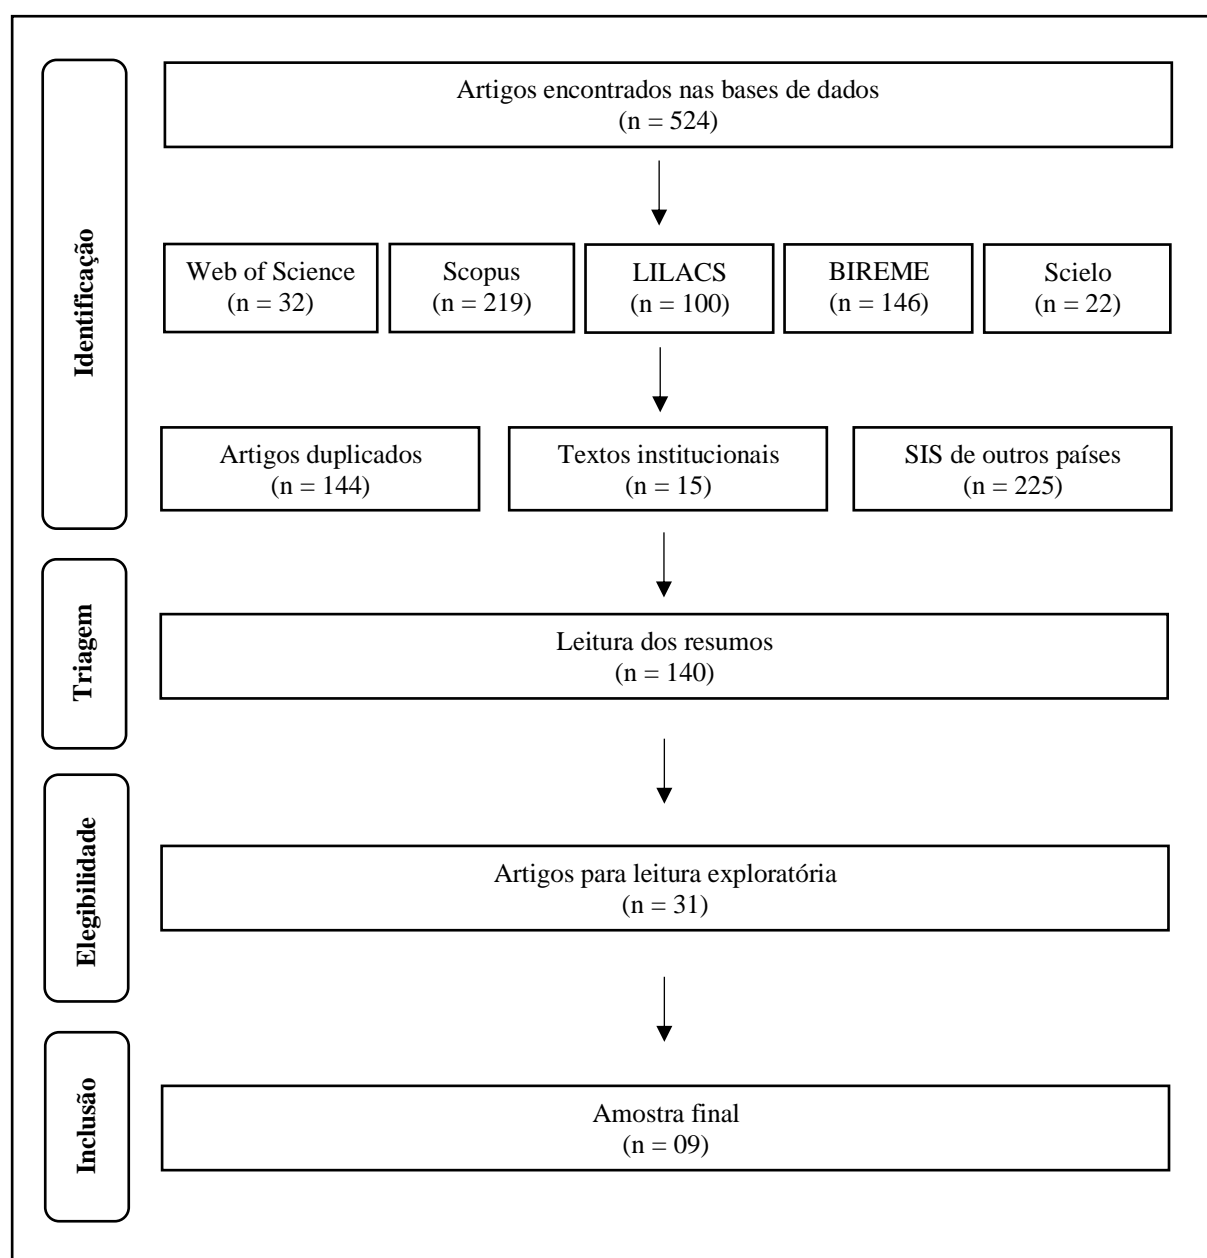 Identificação
Artigos encontrados nas bases de dados
(n = 524)
Web of Science
(n = 32)
Scopus
(n = 219)
LILACS
(n = 100)
BIREME
(n = 146)
Scielo
(n = 22)
Artigos duplicados
(n = 144)
Textos institucionais
(n = 15)
SIS de outros países
(n = 225)
Triagem
Leitura dos resumos
(n = 140)
Elegibilidade
Artigos para leitura exploratória
(n = 31)
Inclusão
Amostra final
(n = 09)